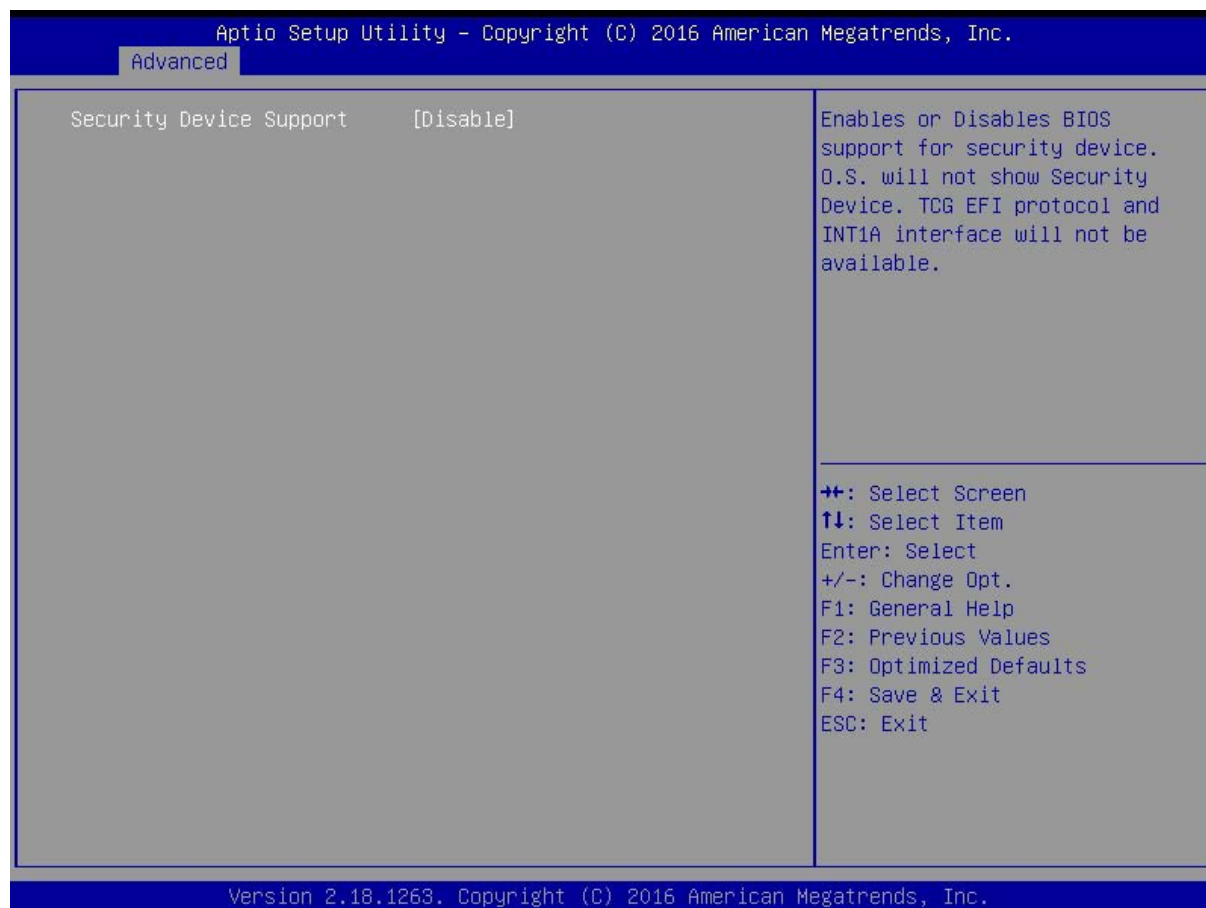 Aptio Setup Utility – Copyright (C) 2016 American Megatrends, Inc.
Advanced
Security Device Support [Disable]
Enables or Disables BIOS
support for security device.
O.S. will not show Security
Device. TCG EFI protocol and
INT1A interface will not be
available.
→←: Select Screen
↑↓: Select Item
Enter: Select
+/-: Change Opt.
F1: General Help
F2: Previous Values
F3: Optimized Defaults
F4: Save & Exit
ESC: Exit
Version 2.18.1263. Copyright (C) 2016 American Megatrends, Inc.